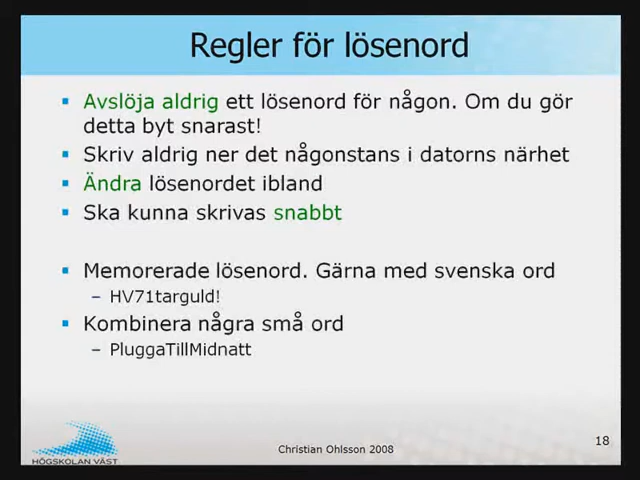 Regler för lösenord
Avslöja aldrig ett lösenord för någon. Om du gör
detta byt snarast!
Skriv aldrig ner det någonstans i datorns närhet
Ändra lösenordet ibland
Ska kunna skrivas snabbt
Memorerade lösenord. Gärna med svenska ord
– HV71targuld!
Kombinera några små ord
– PluggaTillMidnatt
HÖGSKOLAN VÄST
Christian Ohlsson 2008
18